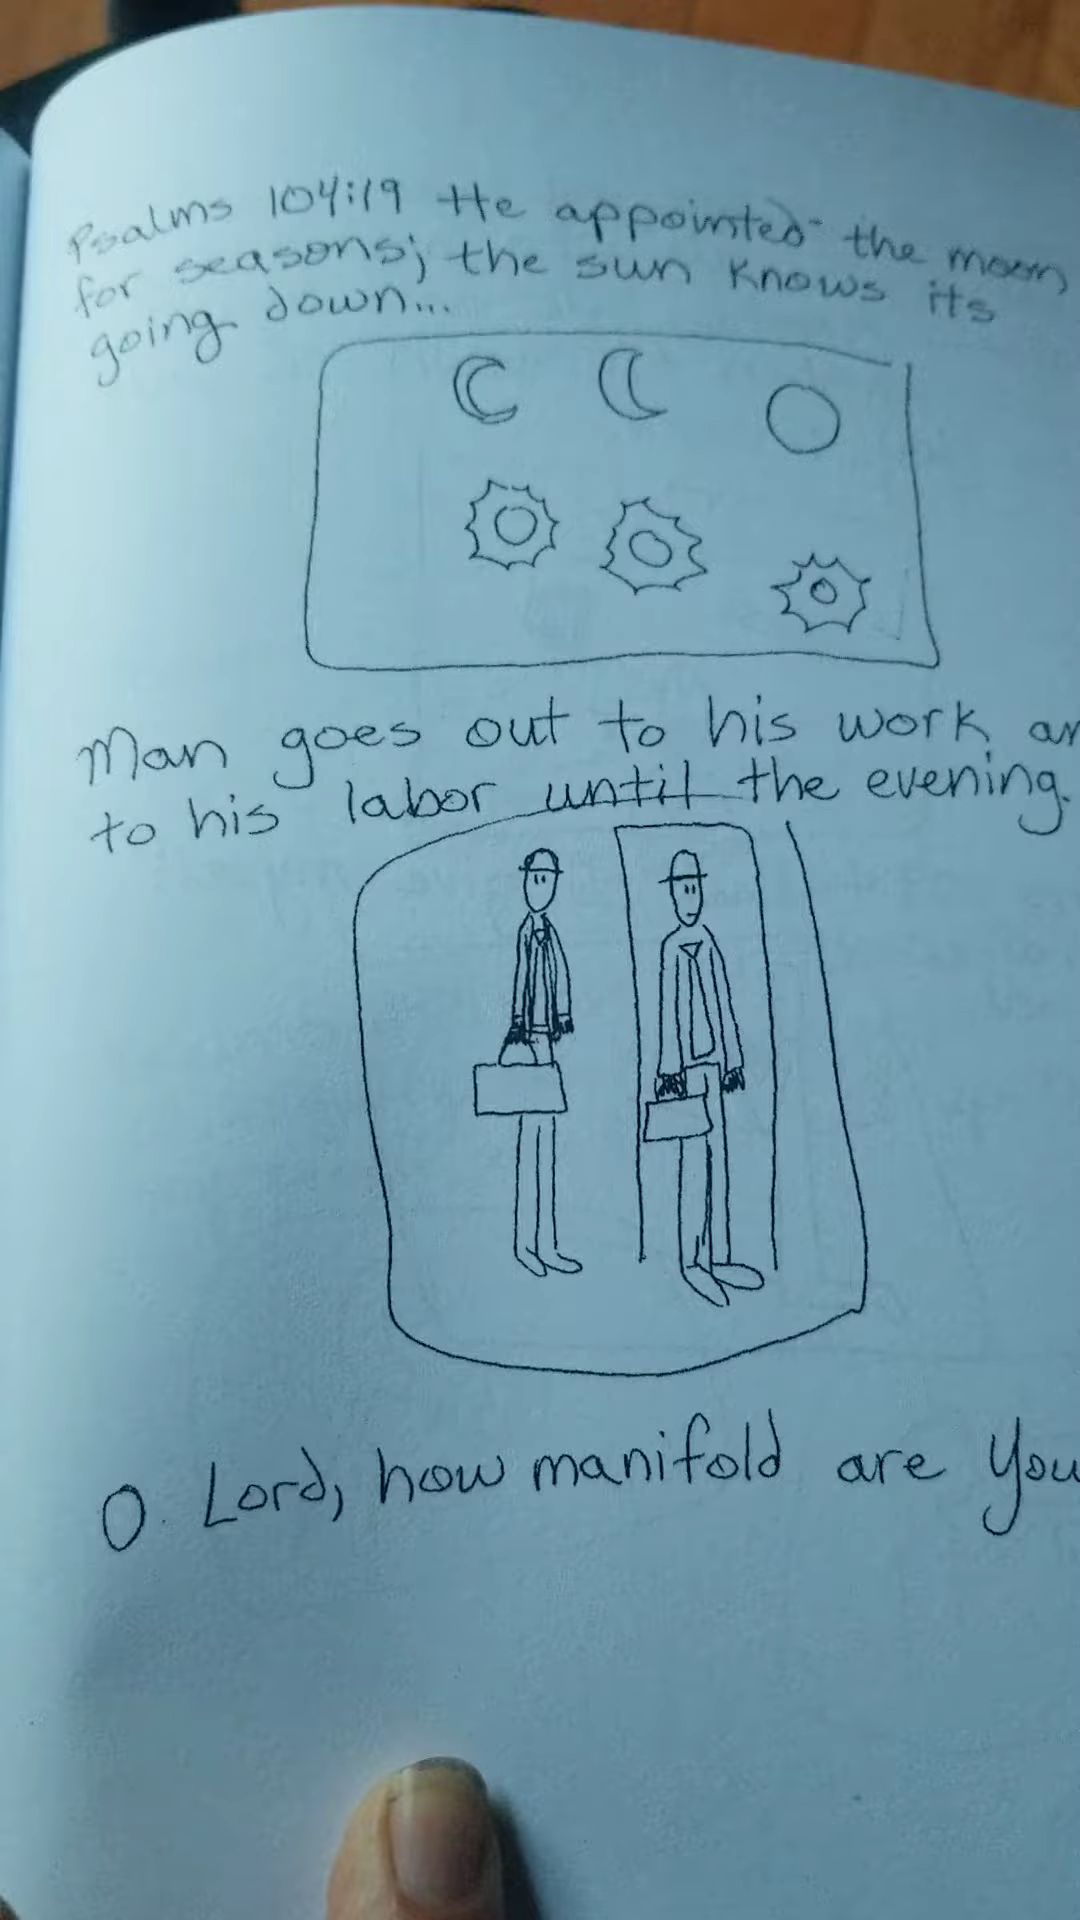 Psalms 104:19 He appointed the moon
for seasons; the sun knows its
going down...
Man goes out to his work
to his labor until the evening.
O Lord, how manifold are You